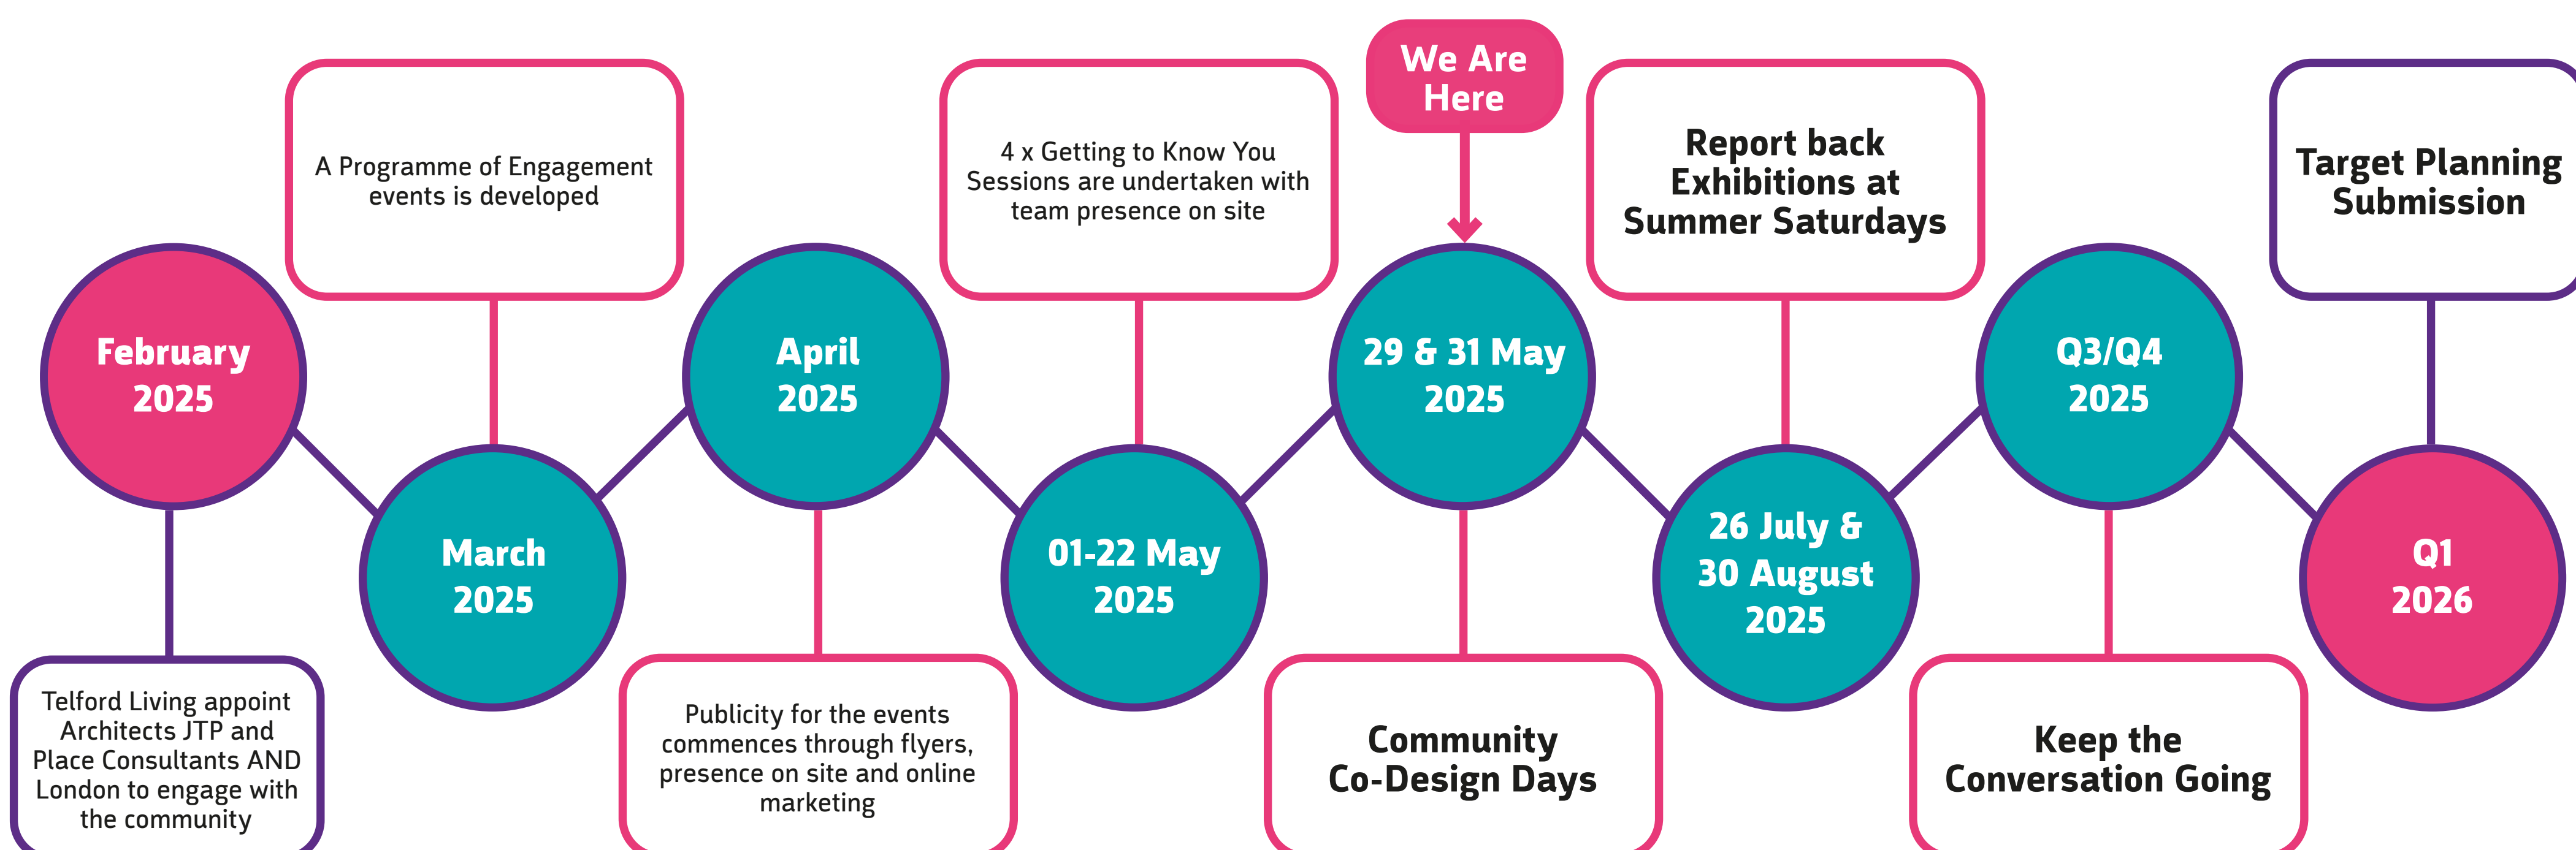 February
2025
Telford Living appoint
Architects JTP and
Place Consultants AND
London to engage with
the community
A Programme of Engagement
events is developed
March
2025
April
2025
Publicity for the events
commences through flyers,
presence on site and online
marketing
4 x Getting to Know You
Sessions are undertaken with
team presence on site
01-22 May
2025
We Are
Here
29 & 31 May
2025
Community
Co-Design Days
Report back
Exhibitions at
Summer Saturdays
26 July &
30 August
2025
Q3/Q4
2025
Keep the
Conversation Going
Target Planning
Submission
Q1
2026